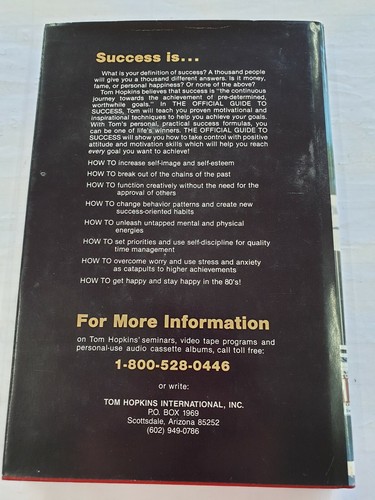 Success is...
What is your definition of success? A thousand people
will give you a thousand different answers. Is it money,
fame, or personal happiness? Or none of the above?
Tom Hopkins believes that success is "the continuous
journey towards the achievement of pre-determined,
worthwhile goals." In THE OFFICIAL GUIDE TO
SUCCESS, Tom will teach you proven motivational and
inspirational techniques to help you achieve your goals.
With Tom's personal, practical success formulas, you
can be one of life's winners. THE OFFICIAL GUIDE TO
SUCCESS will show you how to take control with positive
attitude and motivation skills which will help you reach
every goal you want to achieve!
HOW TO increase self-image and self-esteem
HOW TO break out of the chains of the past
HOW TO function creatively without the need for the
approval of others
HOW TO change behavior patterns and create new
success-oriented habits
HOW TO unleash untapped mental and physical
energies
HOW TO set priorities and use self-discipline for quality
time management
HOW TO overcome worry and use stress and anxiety
as catapults to higher achievements
HOW TO get happy and stay happy in the 80's!
For More Information
on Tom Hopkins' seminars, video tape programs and
personal-use audio cassette albums, call toll free:
1-800-528-0446
or write:
TOM HOPKINS INTERNATIONAL, INC.
P.O. BOX 1969
Scottsdale, Arizona 85252
(602) 949-0786